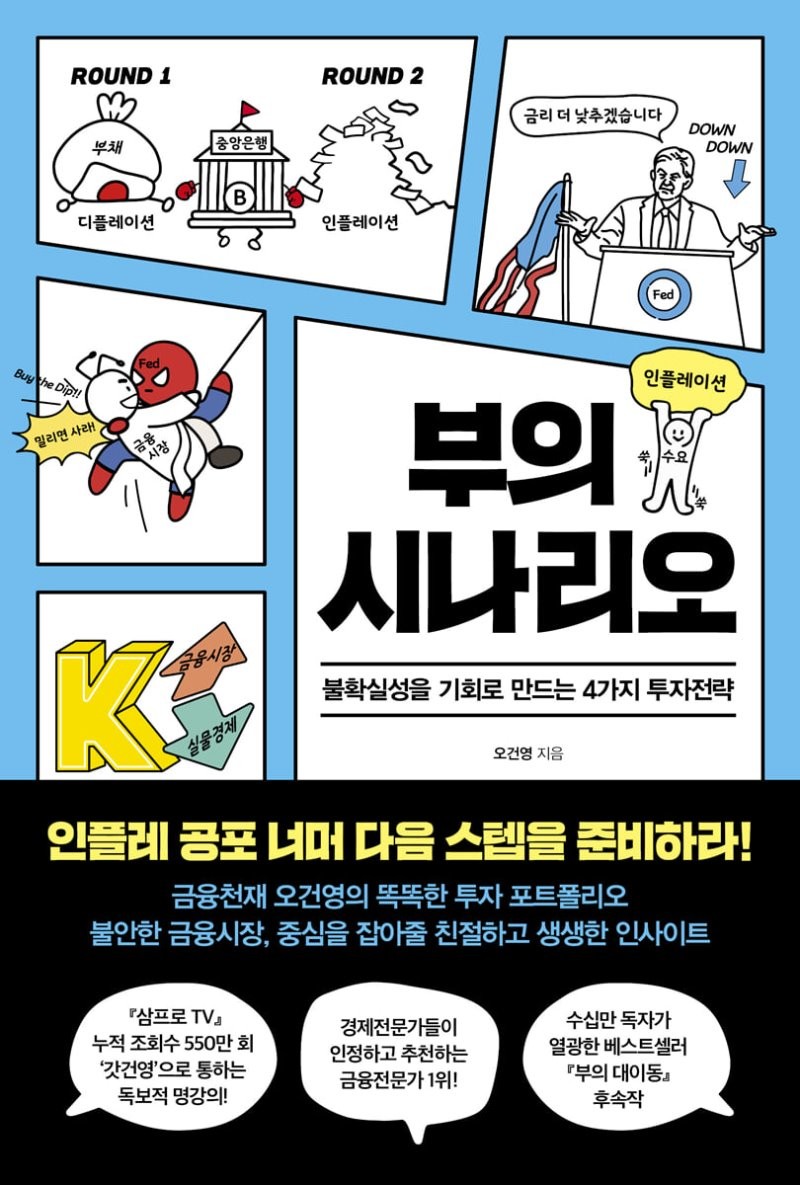 ROUND 1
ROUND 2
부채
중앙은행
B
디플레이션
인플레이션
금리 더 낮추겠습니다
DOWN
DOWN
Fed
Fed
Buy the Dip!!
밀리면 사라!
금융
시장
인플레이션
쑥
수요
쑥
부의
시나리오
불확실성을 기회로 만드는 4가지 투자전략
오건영 지음
K
금융시장
실물경제
인플레 공포 너머 다음 스텝을 준비하라!
금융천재 오건영의 똑똑한 투자 포트폴리오
불안한 금융시장, 중심을 잡아줄 친절하고 생생한 인사이트
『삼프로 TV』
누적 조회수 550만 회
‘갓건영’으로 통하는
독보적 명강의!
경제전문가들이
인정하고 추천하는
금융전문가 1위!
수십만 독자가
열광한 베스트셀러
『부의 대이동』
후속작